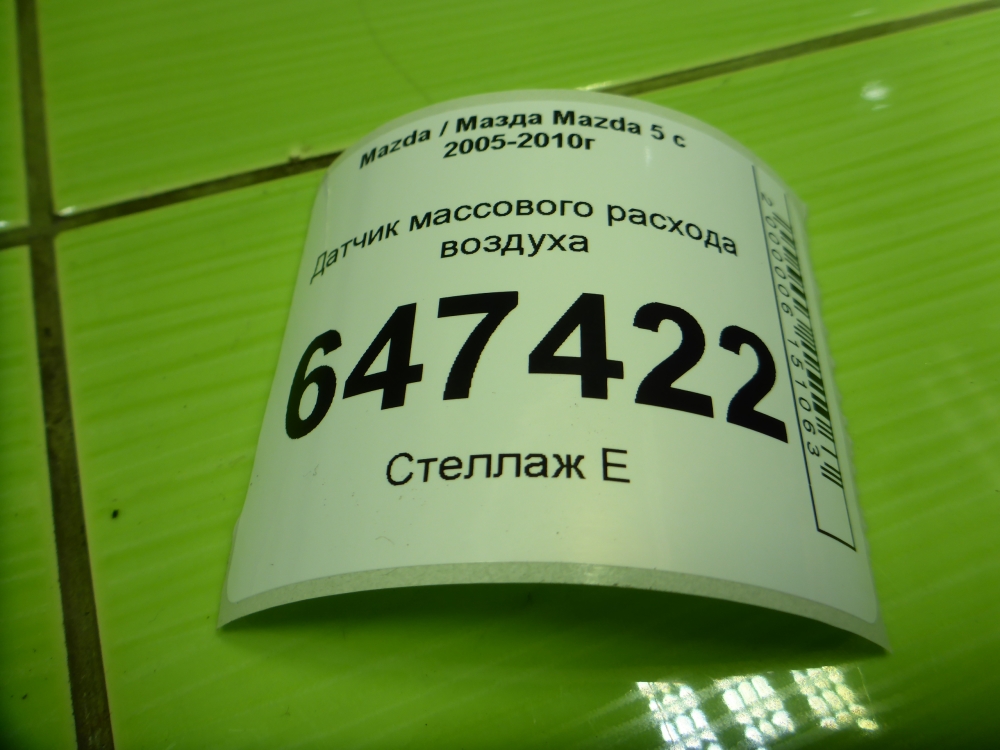 Mazda / Мазда Mazda 5 с
2005-2010г
Датчик массового расхода
воздуха
647422
Стеллаж Е
2000006151063